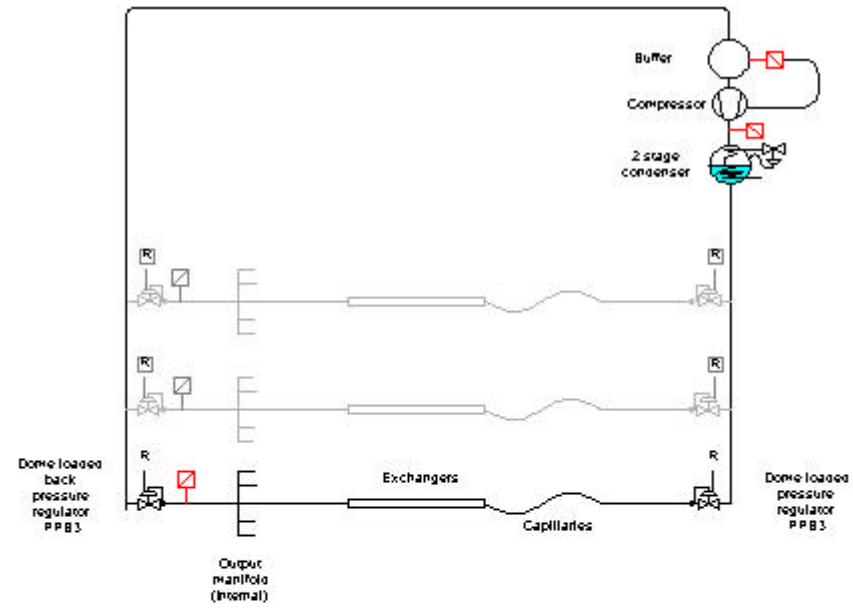 Buffer
Compressor
2 stage
condenser
R
R
R
R
R
R
Dome loaded
back
pressure
regulator
PPB3
Exchangers
Capillaries
Dome loaded
pressure
regulator
PPB3
Output
manifold
(internal)